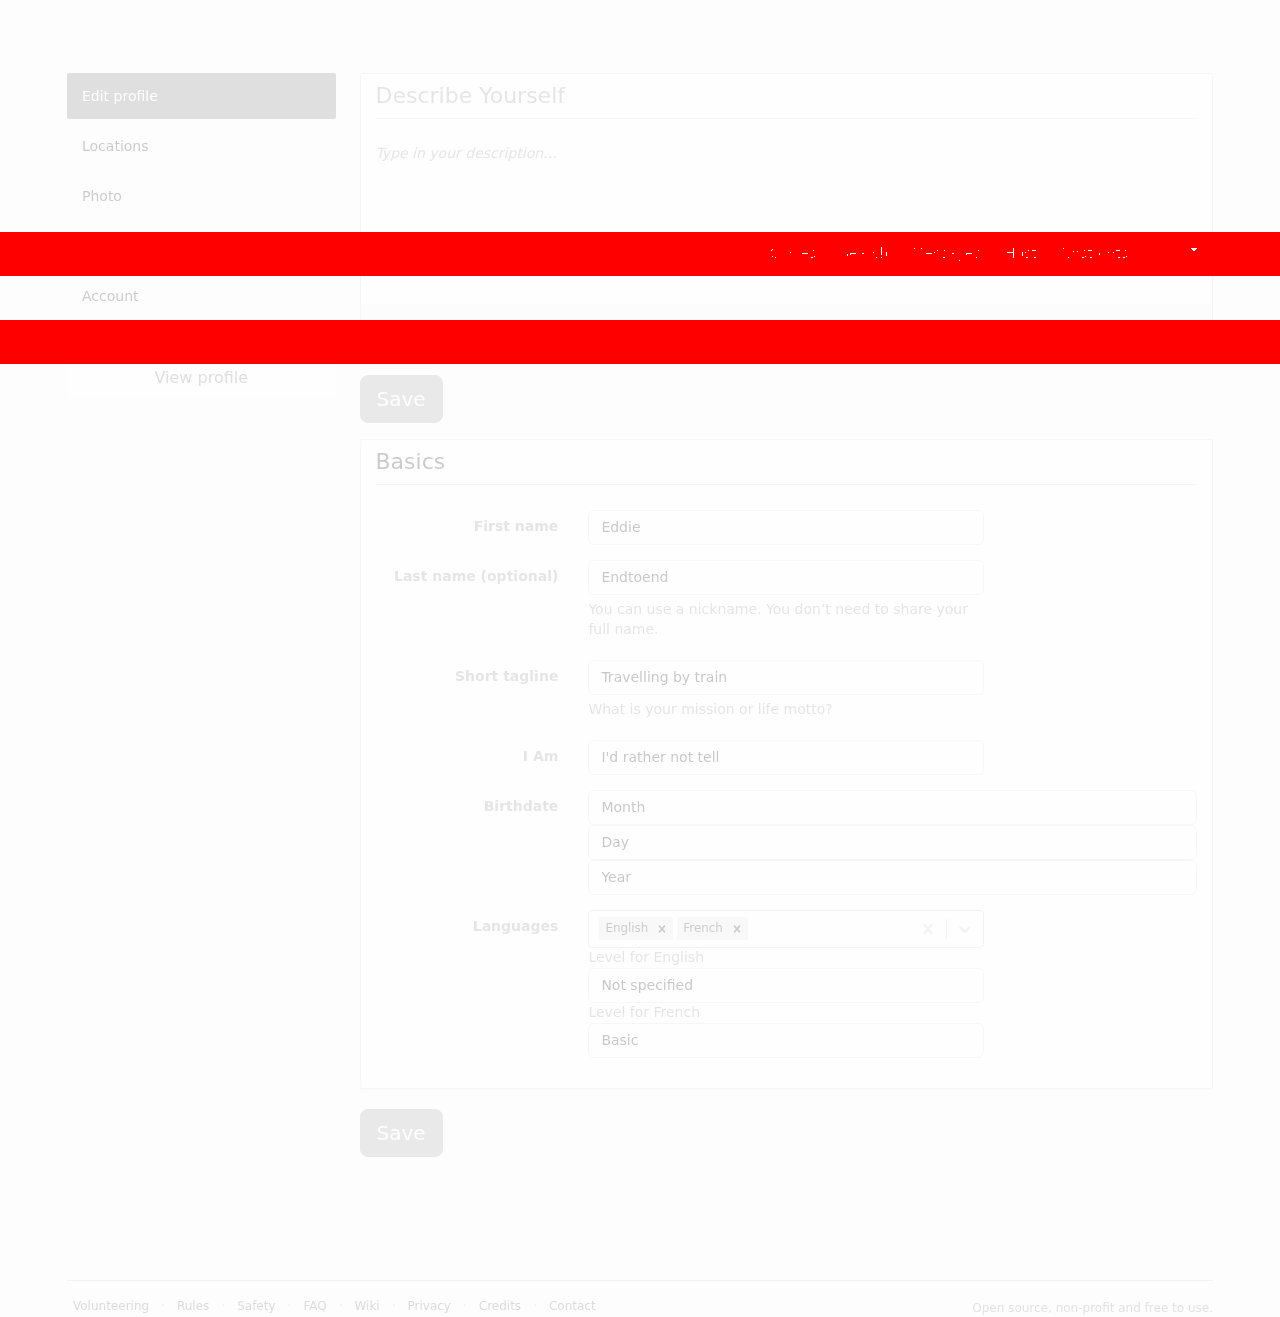 Edit profile
Locations
Photo
Account
View profile
Describe Yourself
Type in your description...
Save
Basics
First name
Eddie
Last name (optional)
Endtoend
You can use a nickname. You don’t need to share your
full name.
Short tagline
Travelling by train
What is your mission or life motto?
I Am
I'd rather not tell
Birthdate
Month
Day
Year
Languages
English x French x
Level for English
Not specified
Level for French
Basic
Save
Volunteering · Rules · Safety · FAQ · Wiki · Privacy · Credits · Contact
Open source, non-profit and free to use.